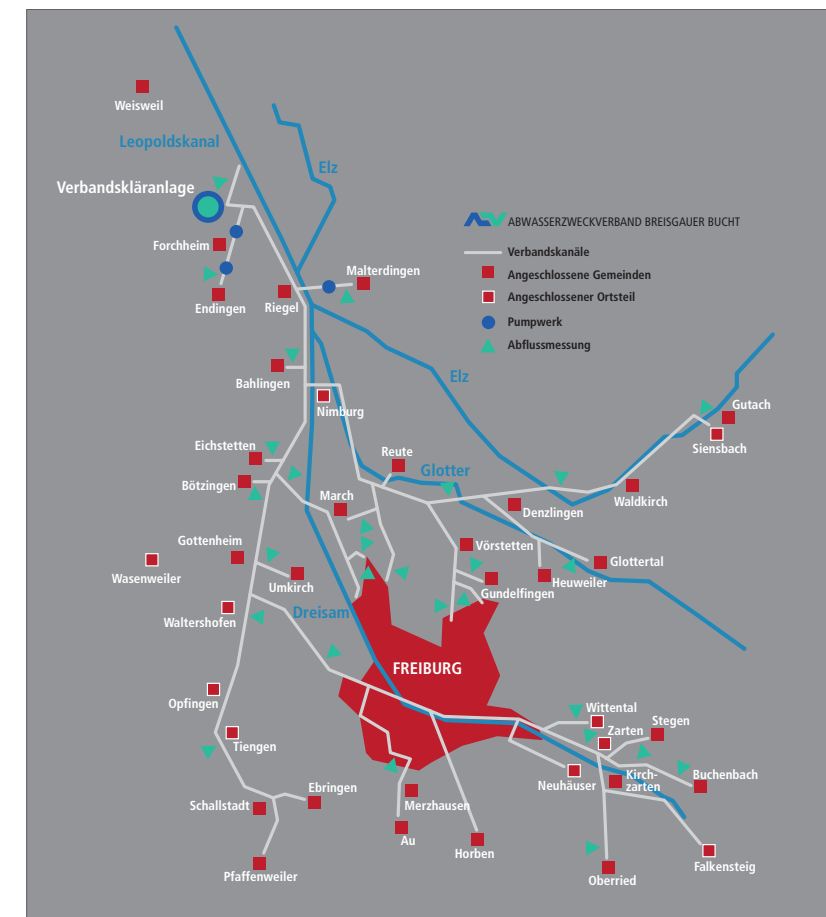 Weisweil
Leopoldskanal
Elz
Verbandskläranlage
ABWASSERZWECKVERBAND BREISGAUER BUCHT
Forchheim
Verbandskanäle
Malterdingen
Angeschlossene Gemeinden
Endingen
Riegel
Angeschlossener Ortsteil
Pumpwerk
Abflussmessung
Bahlingen
Elz
Nimburg
Gutach
Eichstetten
Reute
Siensbach
Glotter
Bötzingen
March
Waldkirch
Denzlingen
Gottenheim
Vörstetten
Glottertal
Wasenweiler
Umkirch
Heuweiler
Gundelfingen
Waltershofen
Dreisam
FREIBURG
Opfingen
Wittental
Stegen
Zarten
Tiengen
Neuhäuser
Kirch-
zarten
Buchenbach
Ebringen
Schallstadt
Merzhausen
Au
Horben
Falkensteig
Pfaffenweiler
Oberried